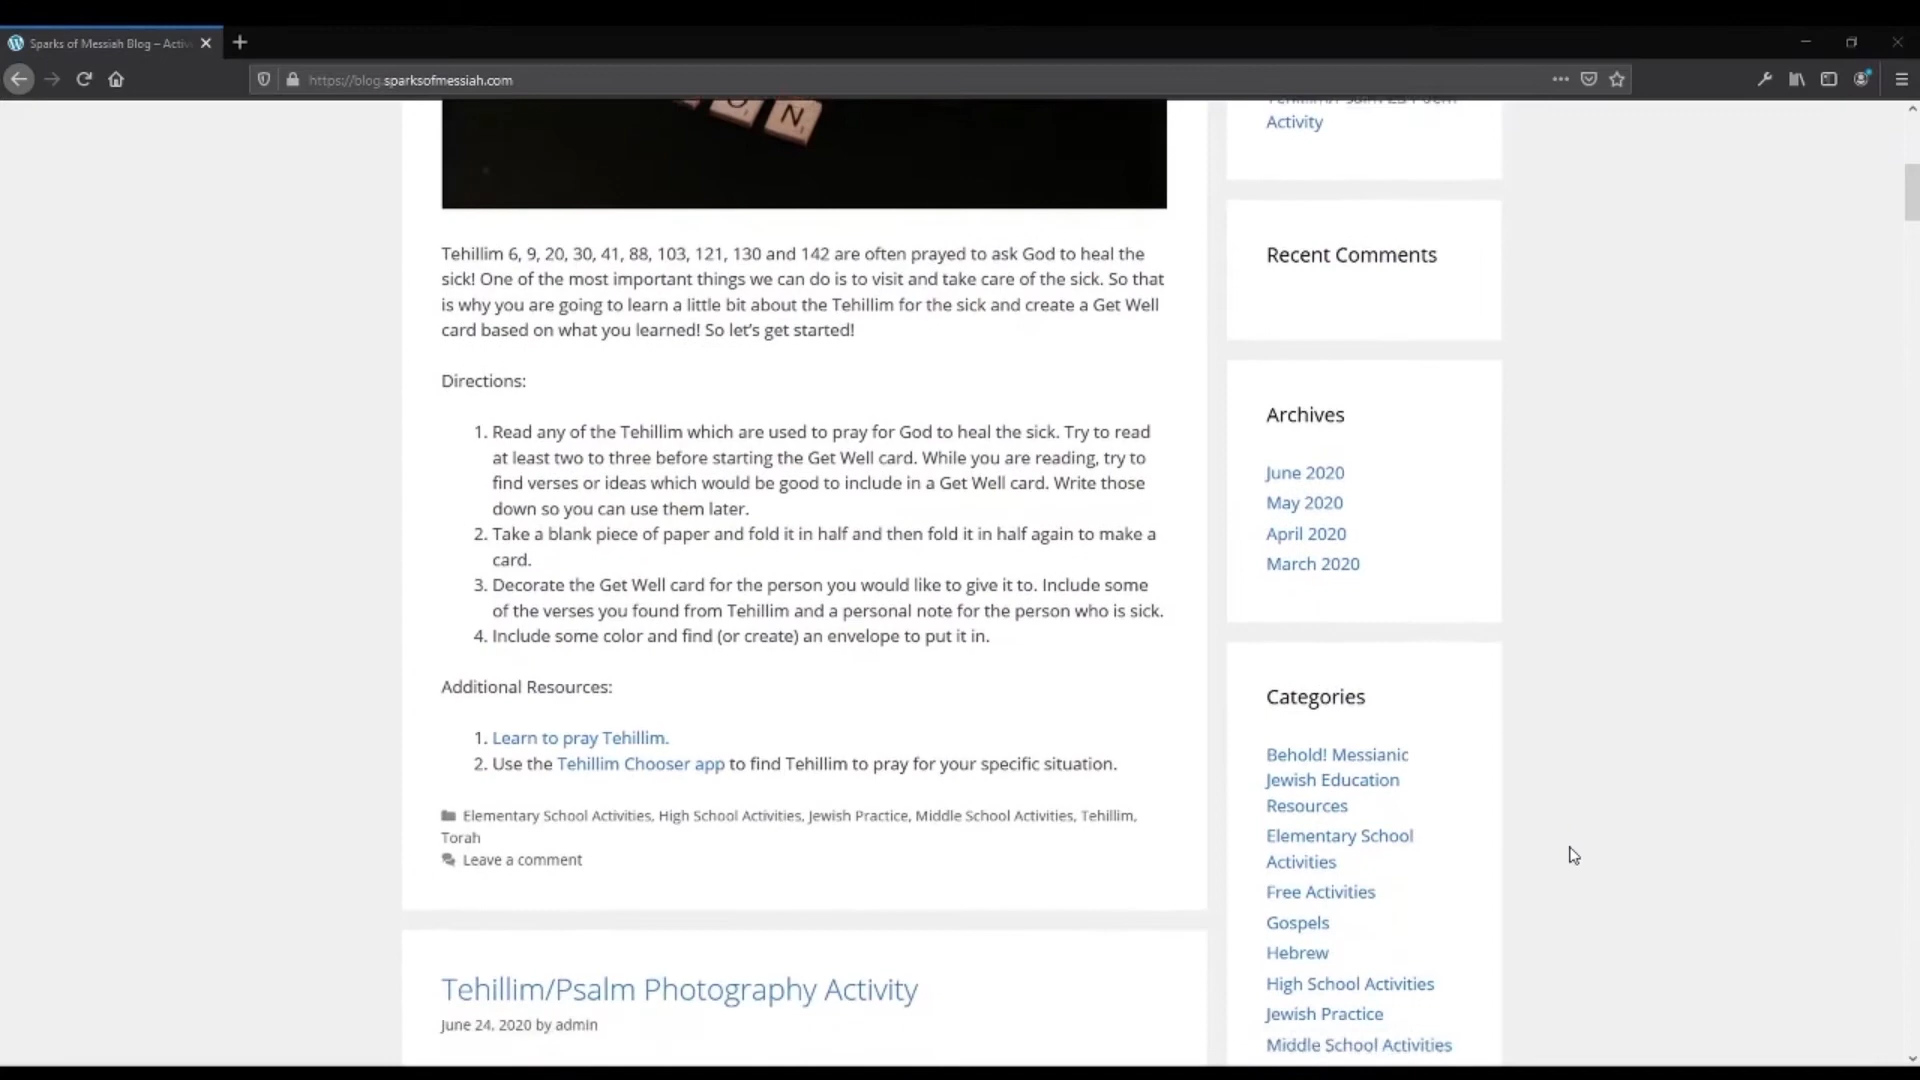 Sparks of Messiah Blog – Activ
https://blog.sparksofmessiah.com
O N
Tehillim 6, 9, 20, 30, 41, 88, 103, 121, 130 and 142 are often prayed to ask God to heal the
sick! One of the most important things we can do is to visit and take care of the sick. So that
is why you are going to learn a little bit about the Tehillim for the sick and create a Get Well
card based on what you learned! So let's get started!
Directions:
1. Read any of the Tehillim which are used to pray for God to heal the sick. Try to read
at least two to three before starting the Get Well card. While you are reading, try to
find verses or ideas which would be good to include in a Get Well card. Write those
down so you can use them later.
2. Take a blank piece of paper and fold it in half and then fold it in half again to make a
card.
3. Decorate the Get Well card for the person you would like to give it to. Include some
of the verses you found from Tehillim and a personal note for the person who is sick.
4. Include some color and find (or create) an envelope to put it in.
Additional Resources:
1. Learn to pray Tehillim.
2. Use the Tehillim Chooser app to find Tehillim to pray for your specific situation.
Elementary School Activities, High School Activities, Jewish Practice, Middle School Activities, Tehillim,
Torah
Leave a comment
Tehillim/Psalm Photography Activity
June 24, 2020 by admin
Activity
Recent Comments
Archives
June 2020
May 2020
April 2020
March 2020
Categories
Behold! Messianic
Jewish Education
Resources
Elementary School
Activities
Free Activities
Gospels
Hebrew
High School Activities
Jewish Practice
Middle School Activities